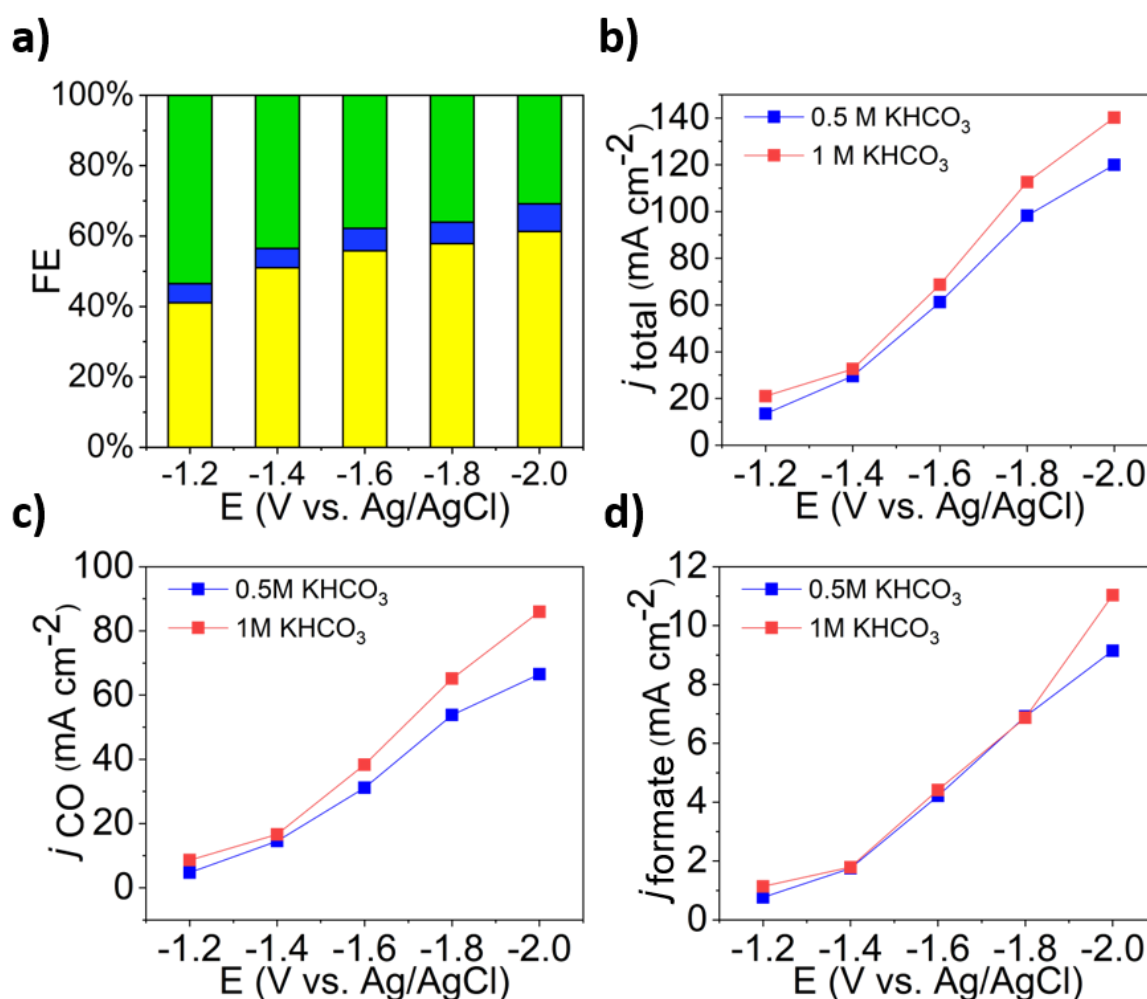 a)
100%
80%
60%
40%
20%
0%
FE
-1.2 -1.4 -1.6 -1.8 -2.0
E (V vs. Ag/AgCl)
b)
0.5 M KHCO₃
1 M KHCO₃
140
120
100
80
60
40
20
0
j total (mA cm⁻²)
-1.2 -1.4 -1.6 -1.8 -2.0
E (V vs. Ag/AgCl)
c)
0.5M KHCO₃
1M KHCO₃
100
80
60
40
20
0
j CO (mA cm⁻²)
-1.2 -1.4 -1.6 -1.8 -2.0
E (V vs. Ag/AgCl)
d)
0.5M KHCO₃
1M KHCO₃
12
10
8
6
4
2
0
j formate (mA cm⁻²)
-1.2 -1.4 -1.6 -1.8 -2.0
E (V vs. Ag/AgCl)